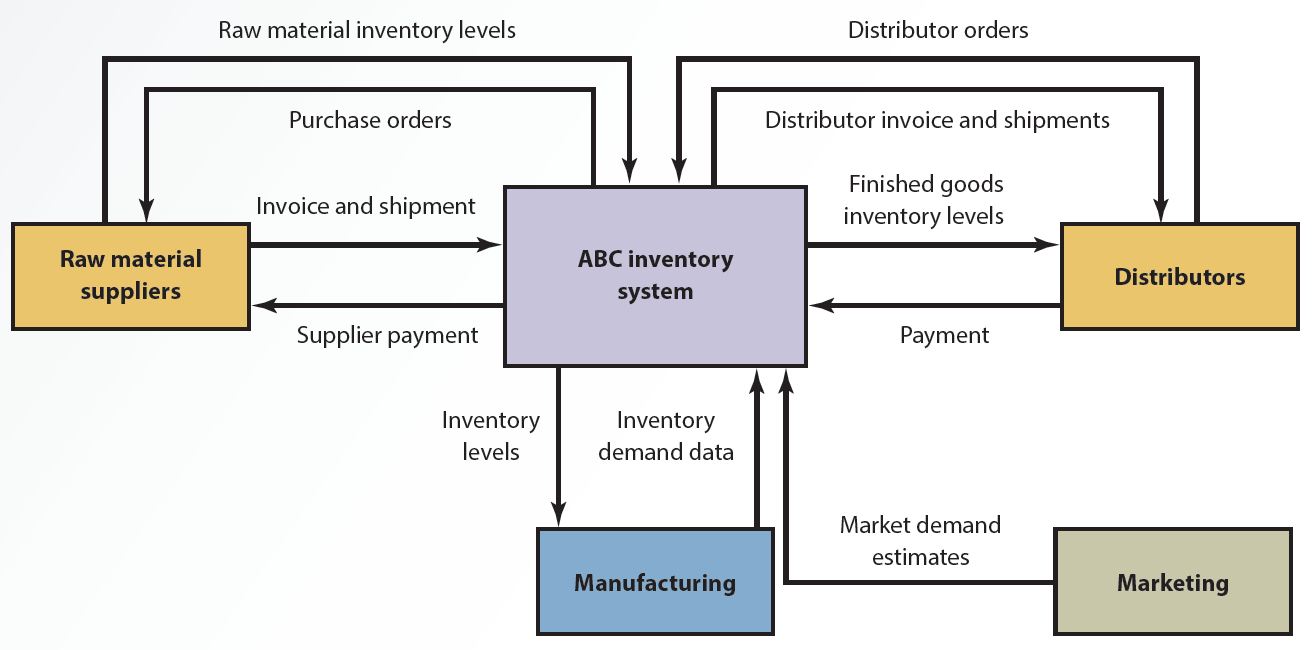 Raw material inventory levels
Distributor orders
Purchase orders
Distributor invoice and shipments
Invoice and shipment
Finished goods
inventory levels
Raw material
suppliers
ABC inventory
system
Distributors
Supplier payment
Payment
Inventory
levels
Inventory
demand data
Market demand
estimates
Manufacturing
Marketing